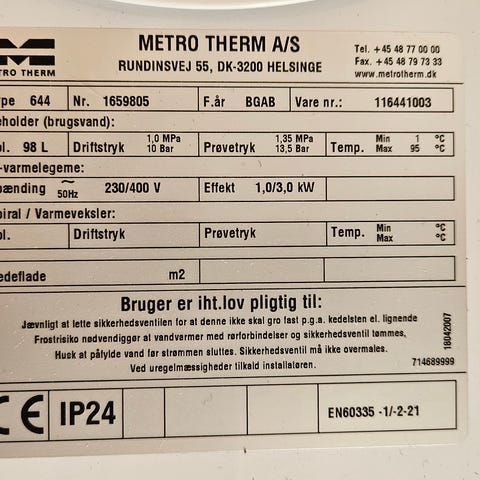 METRO THERM A/S
RUNDINSVEJ 55, DK-3200 HELSINGE
Tel. +45 48 77 00 00
Fax. +45 48 79 73 33
www.metrotherm.dk
TRO THERM
pe 644 Nr. 1659805 F.år BGAB Vare nr.: 116441003
eholder (brugsvand):
ol. 98 L Driftstryk 1,0 MPa 10 Bar Prøvetryk 1,35 MPa 13,5 Bar Temp. Min 1 °C Max 95 °C
-varmelegeme:
pænding ~ 50Hz 230/400 V Effekt 1,0/3,0 kW
piral / Varmeveksler:
ol. Driftstryk Prøvetryk Temp. Min °C Max °C
edeflade m2
Bruger er iht.lov pligtig til:
Jævnligt at lette sikkerhedsventilen for at denne ikke skal gro fast p.g.a. kedelsten el. lignende
Frostrisiko nødvendiggør at vandvarmer med rørforbindelser og sikkerhedsventil tømmes,
Husk at påfylde vand før strømmen sluttes. Sikkerhedsventil må ikke overmales.
Ved uregelmæssigheder tilkald installatøren.
18042007
714689999
CE IP24 EN60335 -1/-2-21